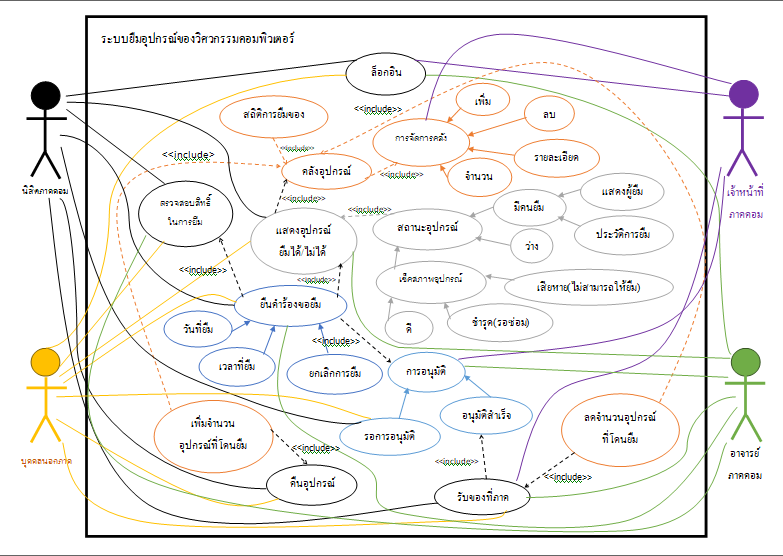 ระบบยืมอุปกรณ์ของวิศวกรรมคอมพิวเตอร์
ล็อกอิน
เพิ่ม
ลบ
สถิติการยืมของ
<<include>>
การจัดการคลัง
รายละเอียด
จำนวน
<<include>>
<<include>
คลังอุปกรณ์
<<include>>
นิสิตภาคคอม
เจ้าหน้าที่
ภาคคอม
ตรวจสอบสิทธิ์
ในการยืม
<<include>>
<<include>>
แสดงอุปกรณ์
ยืมได้/ไม่ได้
สถานะอุปกรณ์
มีคนยืม
แสดงผู้ยืม
ประวัติการยืม
ว่าง
<<include>>
<<include>>
เช็คสภาพอุปกรณ์
เสียหาย(ไม่สามารถให้ยืม)
ยืนคำร้องขอยืม
ดี
ชำรุด(รอซ่อม)
วันที่ยืม
<<include>>
เวลาที่ยืม
ยกเลิกการยืม
การอนุมัติ
อนุมัติสำเร็จ
เพิ่มจำนวน
อุปกรณ์ที่โดนยืม
รอการอนุมัติ
ลดจำนวนอุปกรณ์
ที่โดนยืม
บุคคลนอกภาค
อาจารย์
ภาคคอม
<<include>>
<<include>>
<<include>>
คืนอุปกรณ์
รับของที่ภาค